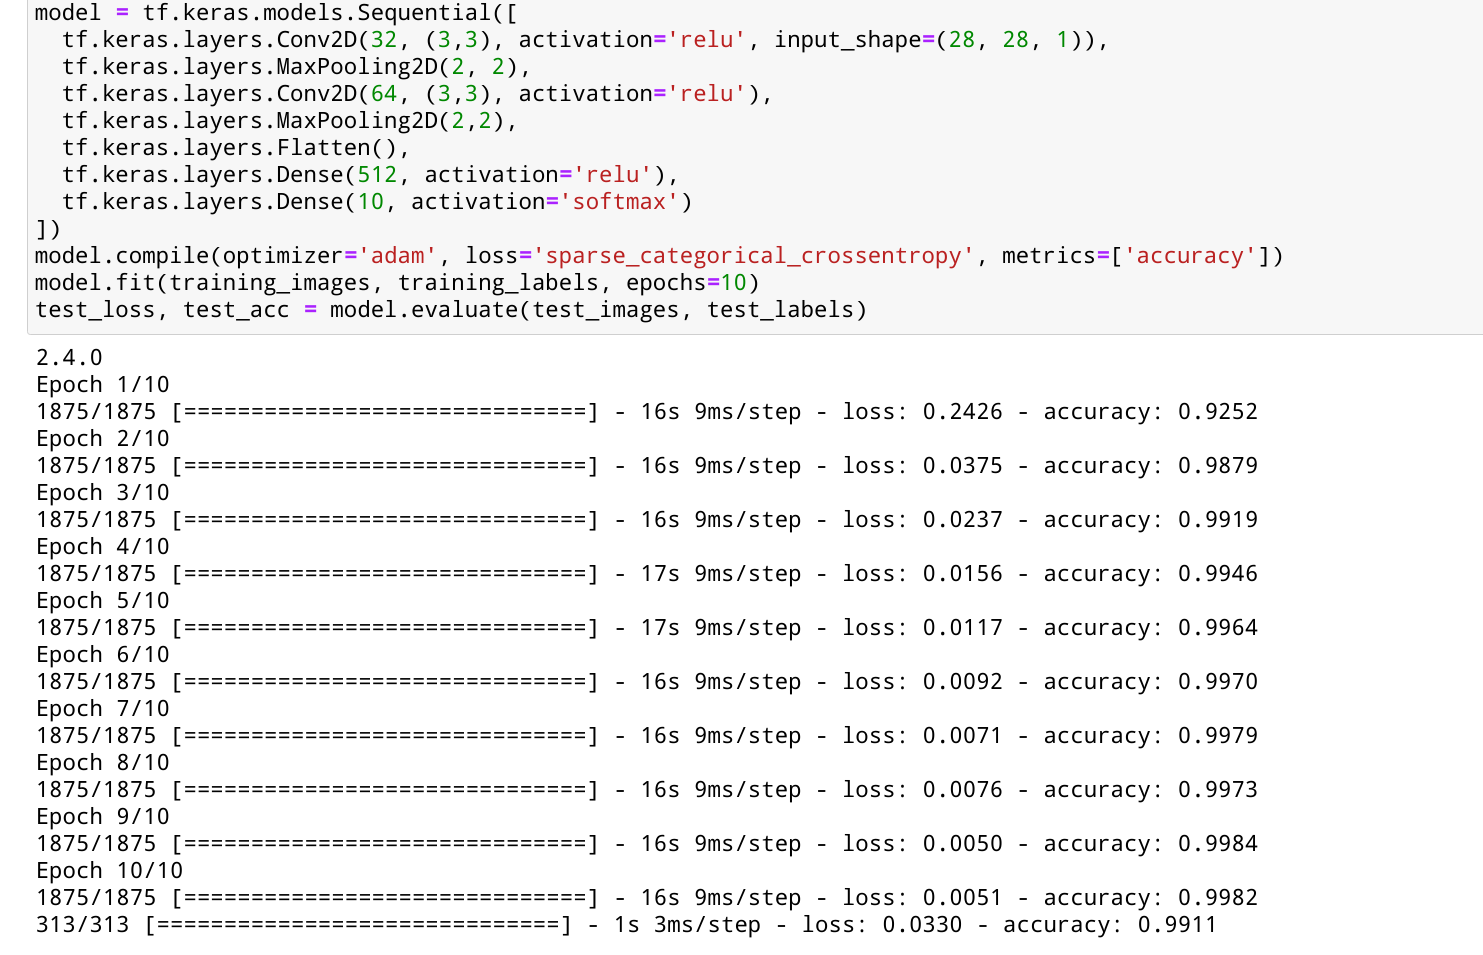 model = tf.keras.models.Sequential([
  tf.keras.layers.Conv2D(32, (3,3), activation='relu', input_shape=(28, 28, 1)),
  tf.keras.layers.MaxPooling2D(2, 2),
  tf.keras.layers.Conv2D(64, (3,3), activation='relu'),
  tf.keras.layers.MaxPooling2D(2,2),
  tf.keras.layers.Flatten(),
  tf.keras.layers.Dense(512, activation='relu'),
  tf.keras.layers.Dense(10, activation='softmax')
])
model.compile(optimizer='adam', loss='sparse_categorical_crossentropy', metrics=['accuracy'])
model.fit(training_images, training_labels, epochs=10)
test_loss, test_acc = model.evaluate(test_images, test_labels)
2.4.0
Epoch 1/10
1875/1875 [==============================] - 16s 9ms/step - loss: 0.2426 - accuracy: 0.9252
Epoch 2/10
1875/1875 [==============================] - 16s 9ms/step - loss: 0.0375 - accuracy: 0.9879
Epoch 3/10
1875/1875 [==============================] - 16s 9ms/step - loss: 0.0237 - accuracy: 0.9919
Epoch 4/10
1875/1875 [==============================] - 17s 9ms/step - loss: 0.0156 - accuracy: 0.9946
Epoch 5/10
1875/1875 [==============================] - 17s 9ms/step - loss: 0.0117 - accuracy: 0.9964
Epoch 6/10
1875/1875 [==============================] - 16s 9ms/step - loss: 0.0092 - accuracy: 0.9970
Epoch 7/10
1875/1875 [==============================] - 16s 9ms/step - loss: 0.0071 - accuracy: 0.9979
Epoch 8/10
1875/1875 [==============================] - 16s 9ms/step - loss: 0.0076 - accuracy: 0.9973
Epoch 9/10
1875/1875 [==============================] - 16s 9ms/step - loss: 0.0050 - accuracy: 0.9984
Epoch 10/10
1875/1875 [==============================] - 16s 9ms/step - loss: 0.0051 - accuracy: 0.9982
313/313 [==============================] - 1s 3ms/step - loss: 0.0330 - accuracy: 0.9911